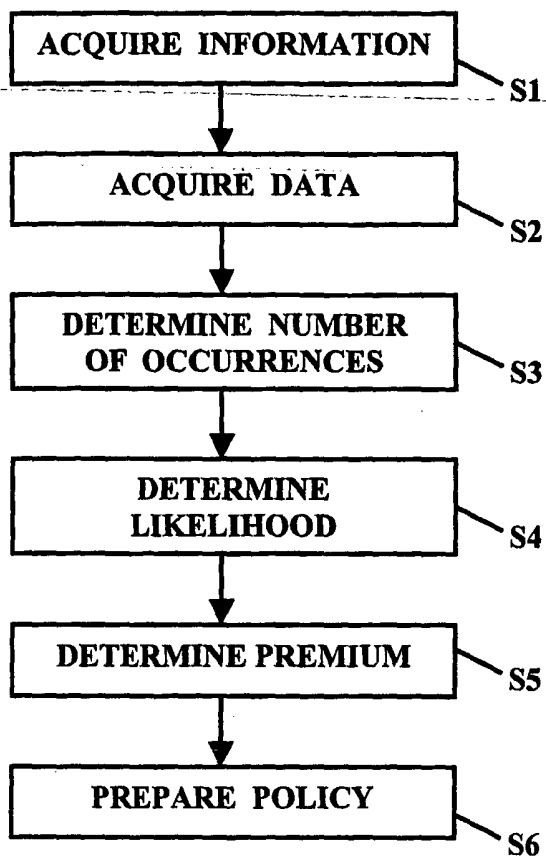 ACQUIRE INFORMATION
S1
ACQUIRE DATA
S2
DETERMINE NUMBER
OF OCCURRENCES
S3
DETERMINE
LIKELIHOOD
S4
DETERMINE PREMIUM
S5
PREPARE POLICY
S6